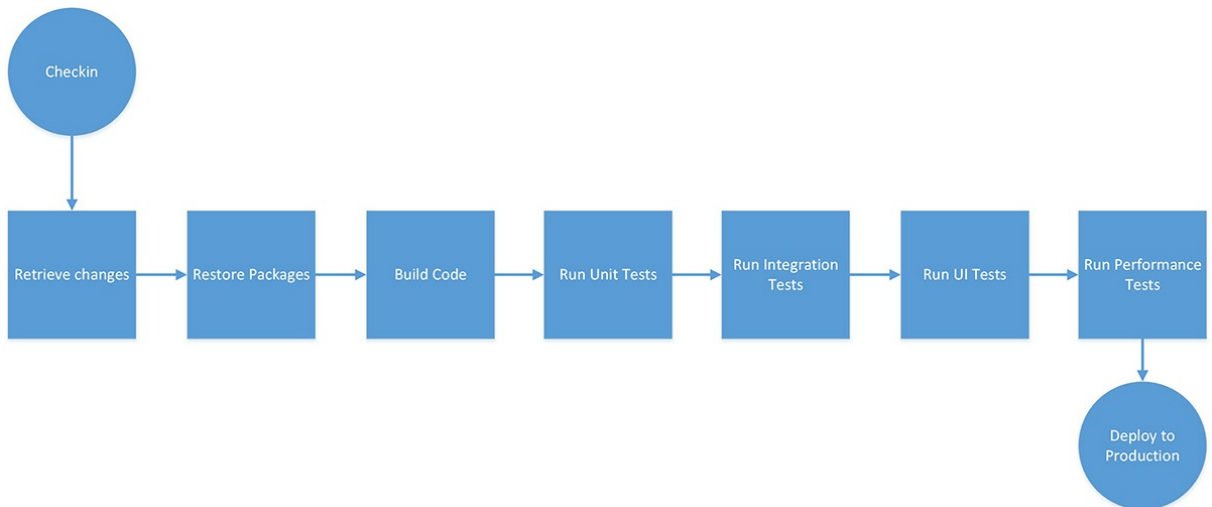 Checkin
Retrieve changes
Restore Packages
Build Code
Run Unit Tests
Run Integration
Tests
Run UI Tests
Run Performance
Tests
Deploy to
Production